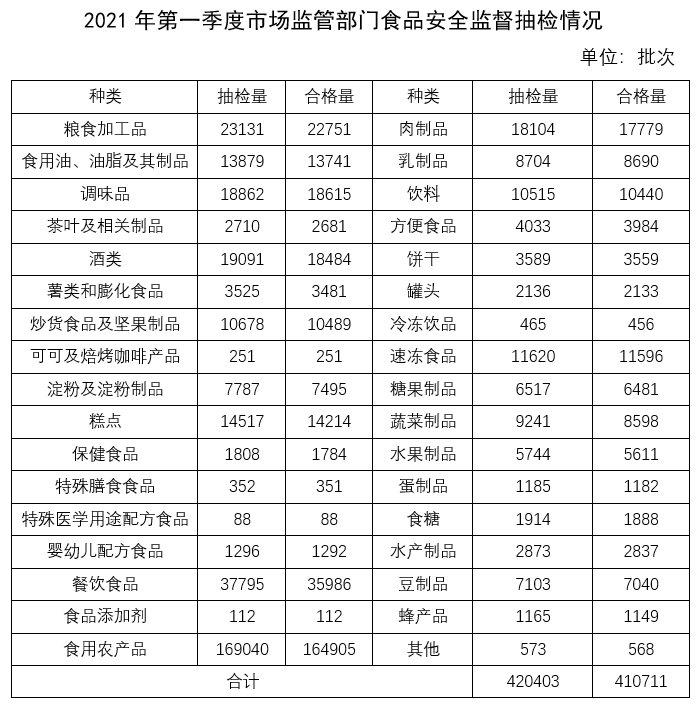 2021 年第一季度市场监管部门食品安全监督抽检情况
单位：批次
种类 抽检量 合格量 种类 抽检量 合格量
粮食加工品 23131 22751 肉制品 18104 17779
食用油、油脂及其制品 13879 13741 乳制品 8704 8690
调味品 18862 18615 饮料 10515 10440
茶叶及相关制品 2710 2681 方便食品 4033 3984
酒类 19091 18484 饼干 3589 3559
薯类和膨化食品 3525 3481 罐头 2136 2133
炒货食品及坚果制品 10678 10489 冷冻饮品 465 456
可可及焙烤咖啡产品 251 251 速冻食品 11620 11596
淀粉及淀粉制品 7787 7495 糖果制品 6517 6481
糕点 14517 14214 蔬菜制品 9241 8598
保健食品 1808 1784 水果制品 5744 5611
特殊膳食食品 352 351 蛋制品 1185 1182
特殊医学用途配方食品 88 88 食糖 1914 1888
婴幼儿配方食品 1296 1292 水产制品 2873 2837
餐饮食品 37795 35986 豆制品 7103 7040
食品添加剂 112 112 蜂产品 1165 1149
食用农产品 169040 164905 其他 573 568
合计 420403 410711